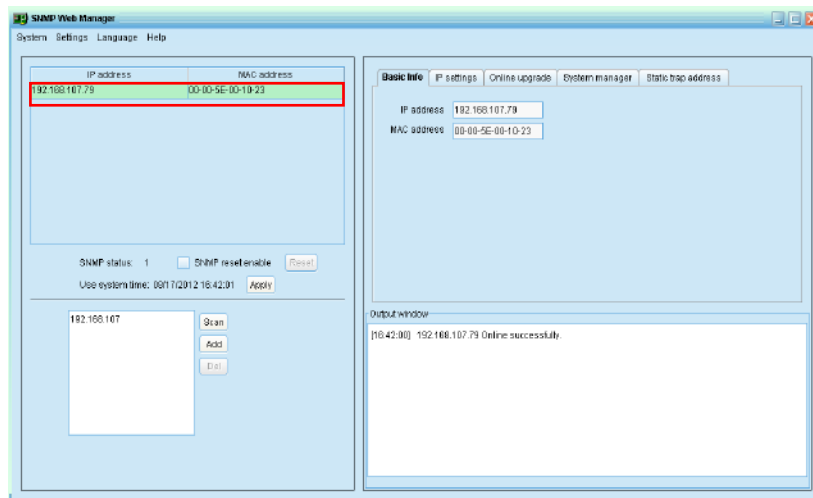 SNMP Web Manager
System Settings Language Help
IP address MAC address
192.168.107.79 00-00-5E-00-10-23
SNMP status: 1 SNMP reset enable Reset
Use system time: 09/17/2012 16:42:01 Apply
192.168.107
Scan
Add
Del
Basic Info IP settings Online upgrade System manager Static trap address
IP address 192.168.107.79
MAC address 00-00-5E-00-10-23
Output window
[16:42:00] 192.168.107.79 Online successfully.